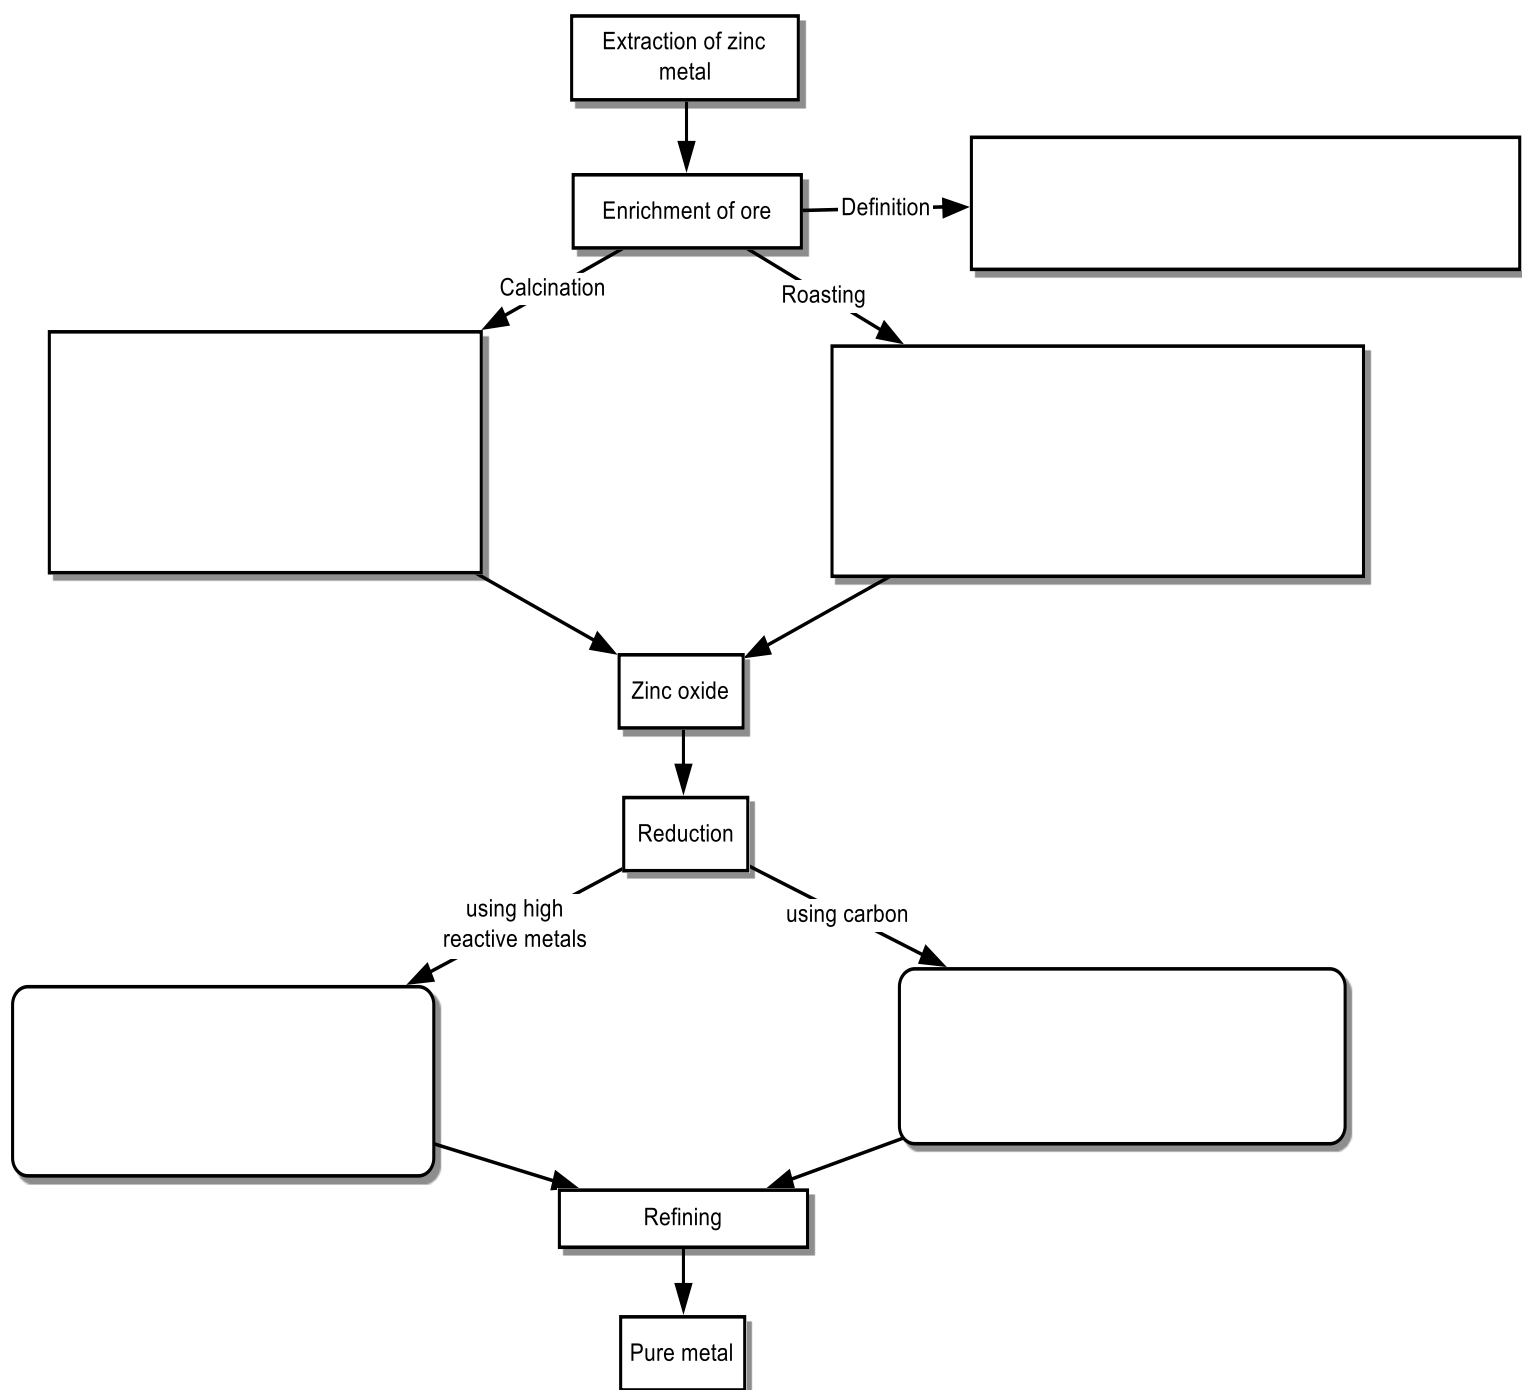 Extraction of zinc
metal
Enrichment of ore
Definition
Calcination
Roasting
Zinc oxide
Reduction
using high
reactive metals
using carbon
Refining
Pure metal